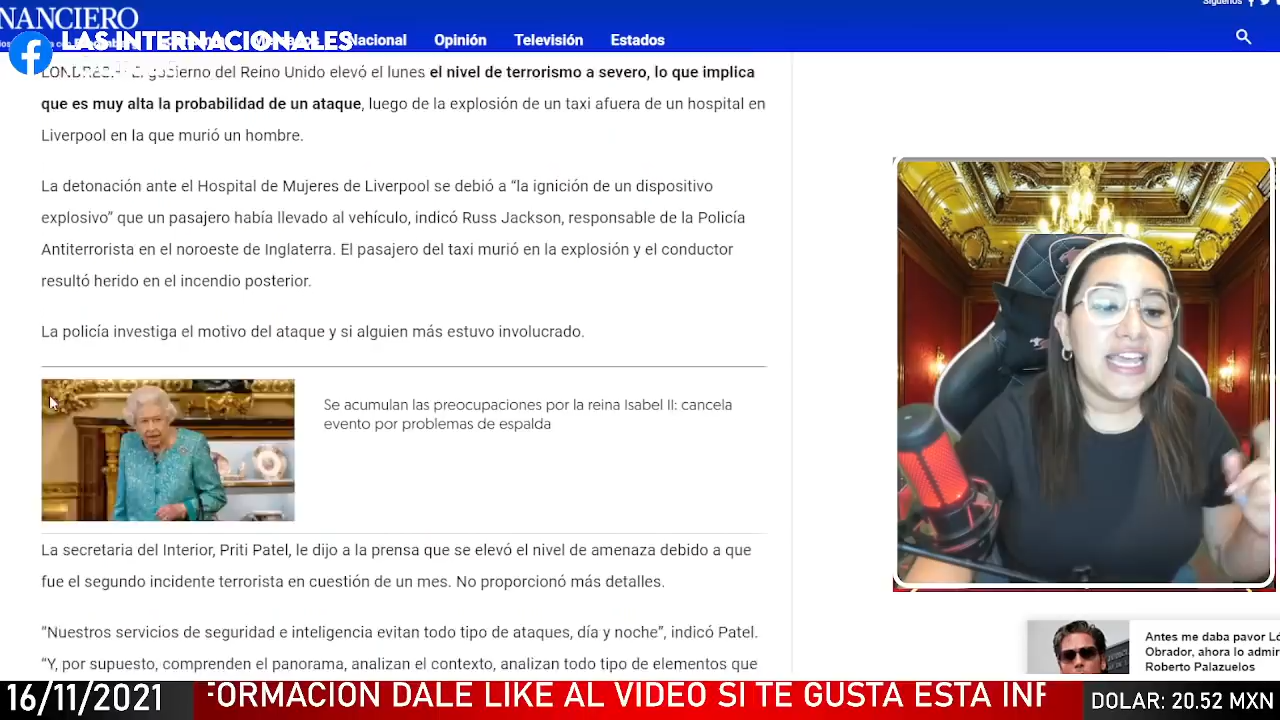 NANCIERO
Síguenos
LAS INTERNACIONALES
Nacional
Opinión
Televisión
Estados
gobierno del Reino Unido elevó el lunes el nivel de terrorismo a severo, lo que implica
que es muy alta la probabilidad de un ataque, luego de la explosión de un taxi afuera de un hospital en
Liverpool en la que murió un hombre.
La detonación ante el Hospital de Mujeres de Liverpool se debió a “la ignición de un dispositivo
explosivo” que un pasajero había llevado al vehículo, indicó Russ Jackson, responsable de la Policía
Antiterrorista en el noroeste de Inglaterra. El pasajero del taxi murió en la explosión y el conductor
resultó herido en el incendio posterior.
La policía investiga el motivo del ataque y si alguien más estuvo involucrado.
Se acumulan las preocupaciones por la reina Isabel II: cancela
evento por problemas de espalda
La secretaria del Interior, Priti Patel, le dijo a la prensa que se elevó el nivel de amenaza debido a que
fue el segundo incidente terrorista en cuestión de un mes. No proporcionó más detalles.
“Nuestros servicios de seguridad e inteligencia evitan todo tipo de ataques, día y noche”, indicó Patel.
“Y, por supuesto, comprenden el panorama, analizan el contexto, analizan todo tipo de elementos que
Antes me daba pavor Ló
Obrador, ahora lo admir
Roberto Palazuelos
16/11/2021
FORMACION DALE LIKE AL VIDEO SI TE GUSTA ESTA INF
DOLAR: 20.52 MXN